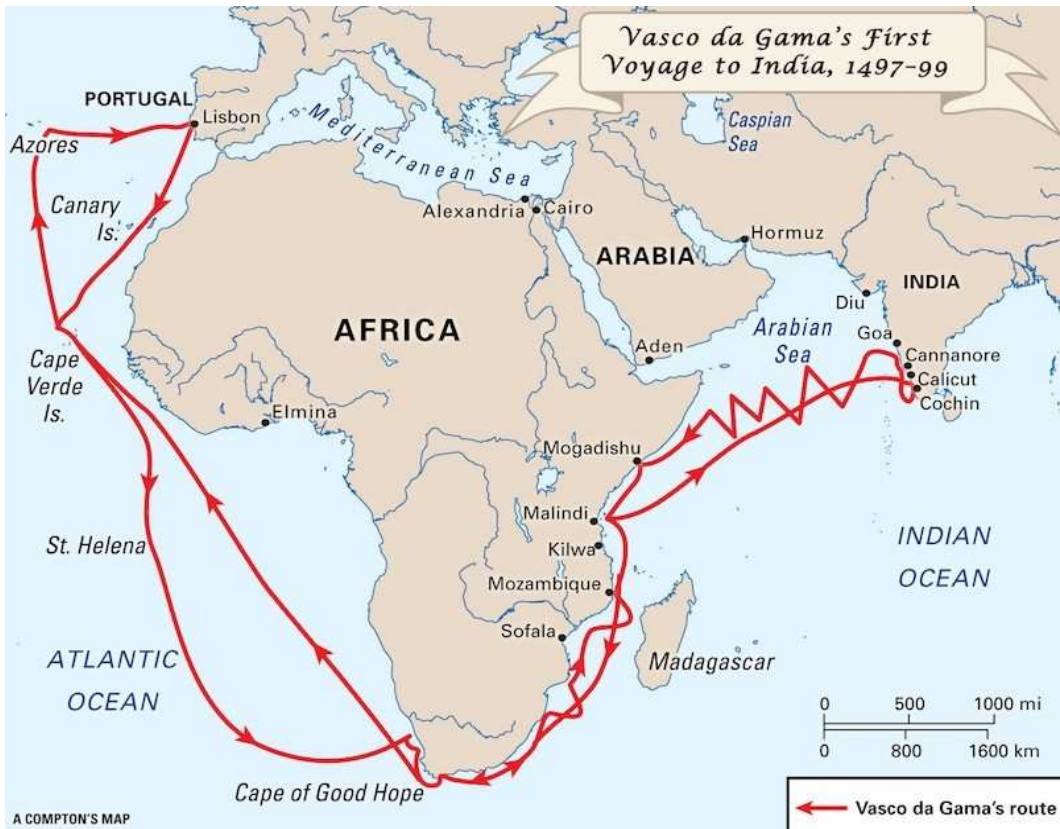 Vasco da Gama's First
Voyage to India, 1497-99
PORTUGAL
Lisbon
Azores
Mediterranean Sea
Caspian
Sea
Canary
Is.
Alexandria
Cairo
Hormuz
ARABIA
INDIA
Diu
AFRICA
Arabian
Sea
Goa
Aden
Cannanore
Calicut
Cochin
Cape
Verde
Is.
Elmina
Mogadishu
Malindi
St. Helena
Kilwa
INDIAN
OCEAN
Mozambique
Sofala
Madagascar
ATLANTIC
OCEAN
0 500 1000 mi
0 800 1600 km
Cape of Good Hope
Vasco da Gama's route
A COMPTON'S MAP